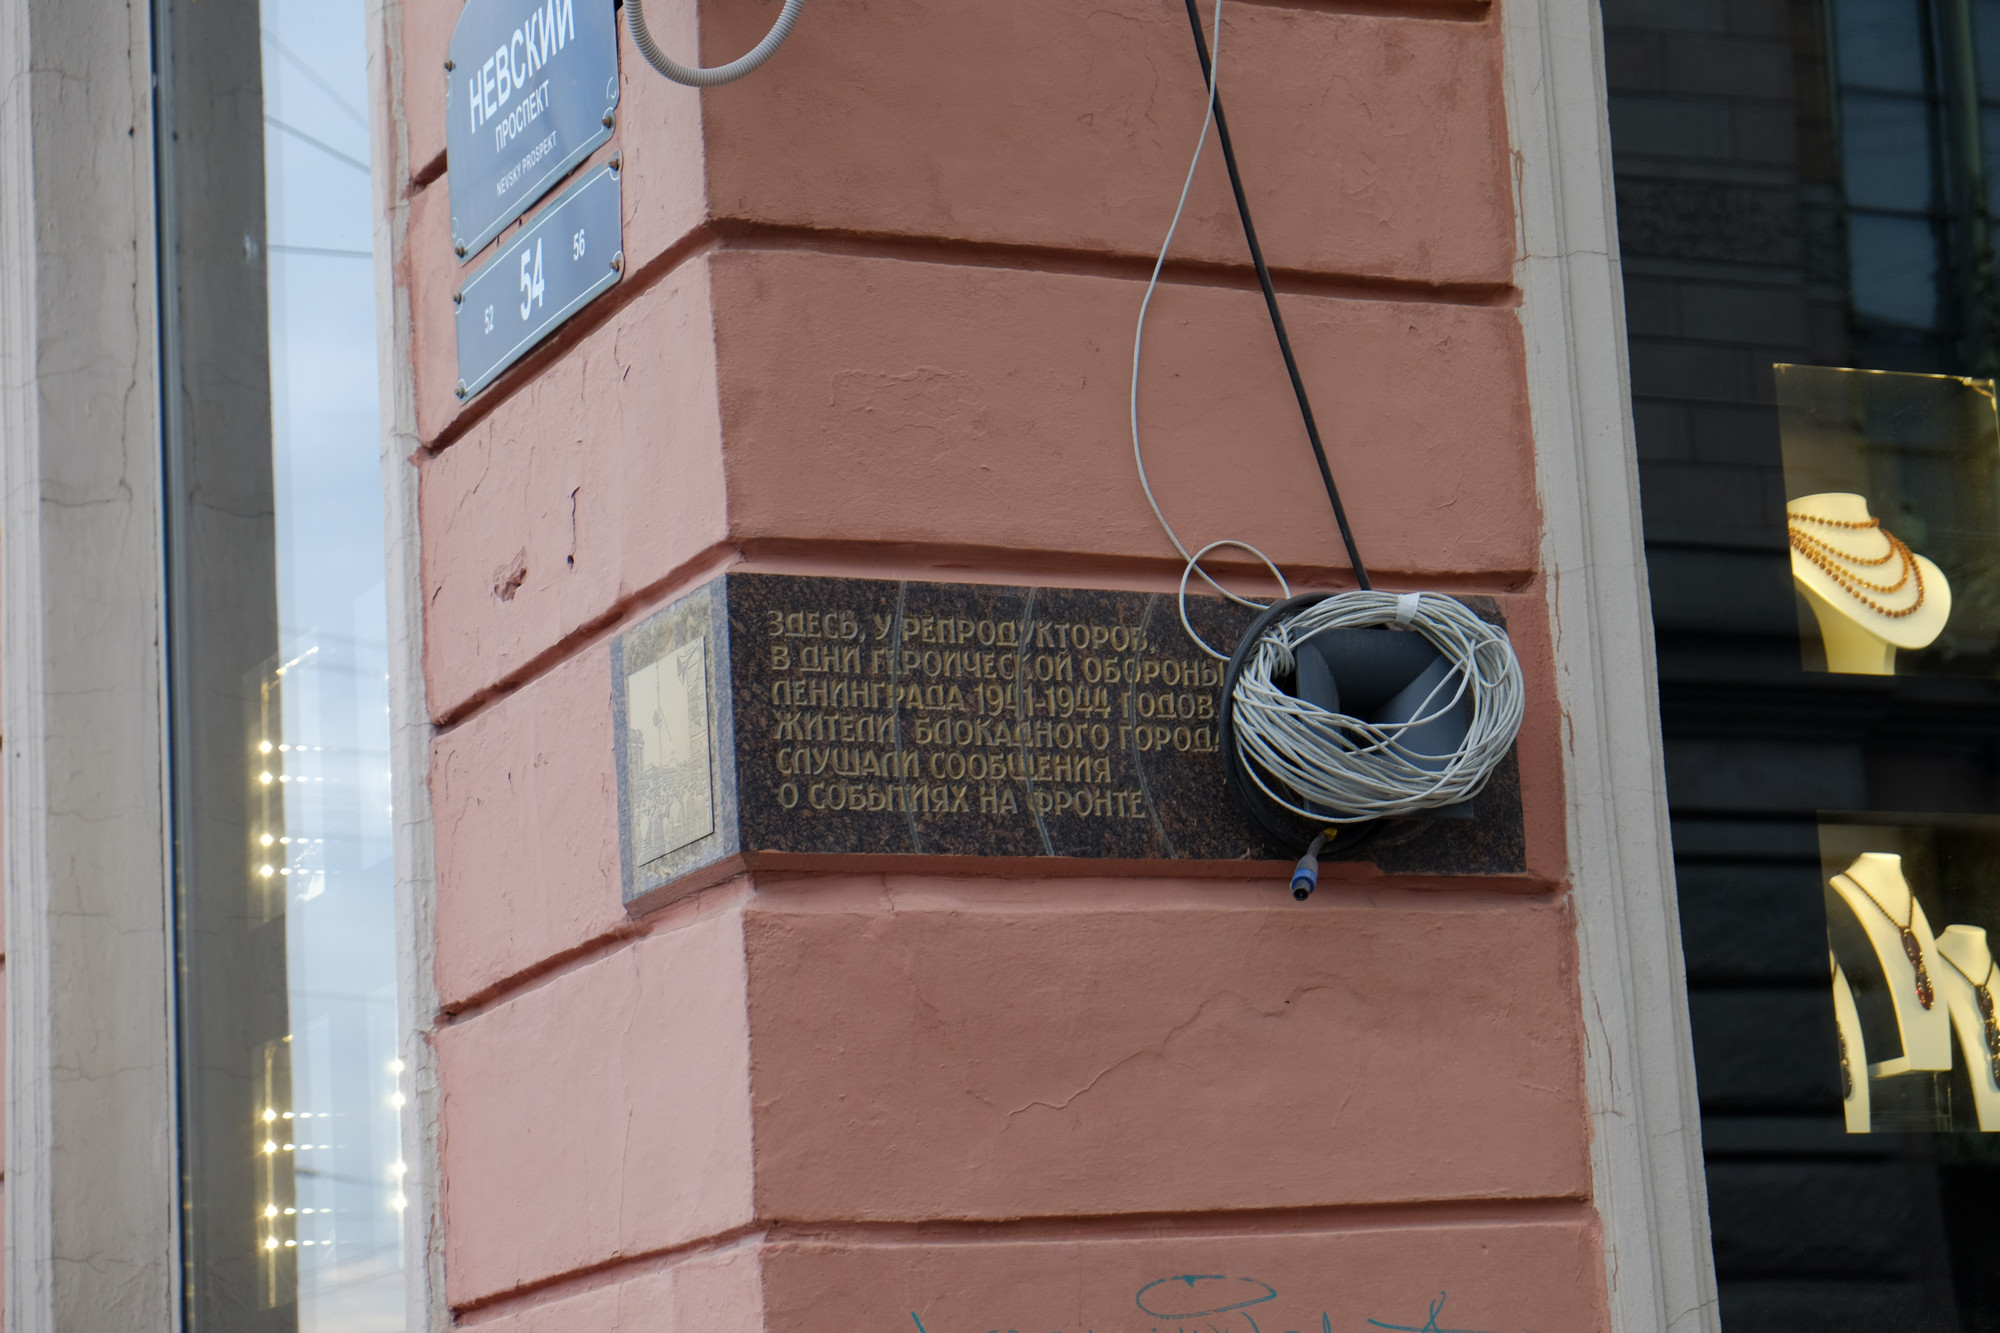 НЕВСКИЙ
ПРОСПЕКТ
NEVSKY PROSPEKT
52 54 56
ЗДЕСЬ, У РЕПРОДУКТОРОВ,
В ДНИ ГЕРОИЧЕСКОЙ ОБОРОНЫ
ЛЕНИНГРАДА 1941-1944 ГОДОВ,
ЖИТЕЛИ БЛОКАДНОГО ГОРОДА
СЛУШАЛИ СООБЩЕНИЯ
О СОБЫТИЯХ НА ФРОНТЕ